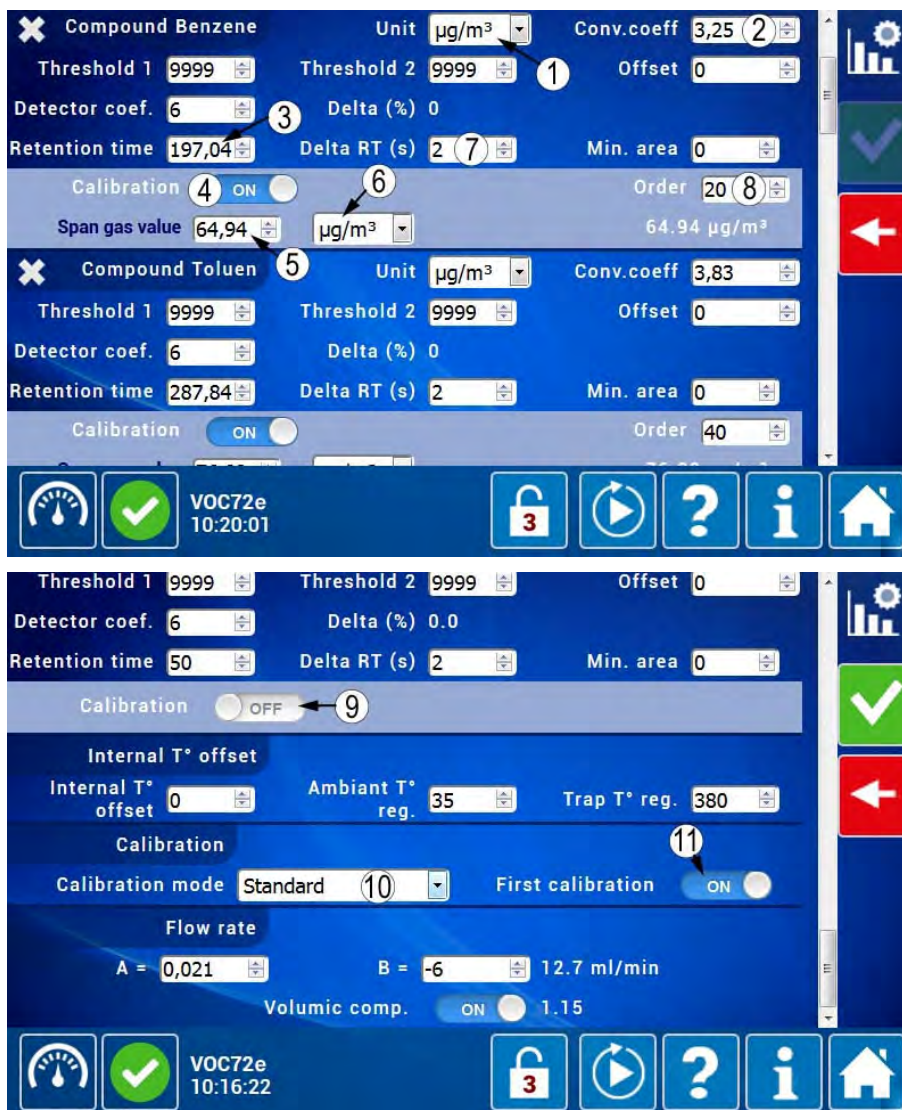 Compound Benzene Unit µg/m³ Conv.coeff 3,25 2
Threshold 1 9999 Threshold 2 9999 1 Offset 0
Detector coef. 6 3 Delta (%) 0
Retention time 197,04 Delta RT (s) 2 7 Min. area 0
Calibration 4 ON 6 Order 20 8
Span gas value 64,94 µg/m³ 64.94 µg/m³
5
Compound Toluen Unit µg/m³ Conv.coeff 3,83
Threshold 1 9999 Threshold 2 9999 Offset 0
Detector coef. 6 Delta (%) 0
Retention time 287,84 Delta RT (s) 2 Min. area 0
Calibration ON Order 40
VOC72e
10:20:01
3 ? i
Threshold 1 9999 Threshold 2 9999 Offset 0
Detector coef. 6 Delta (%) 0.0
Retention time 50 Delta RT (s) 2 Min. area 0
Calibration OFF 9
Internal T° offset
Internal T° offset 0 Ambiant T° reg. 35 Trap T° reg. 380
Calibration 11
Calibration mode Standard 10 First calibration ON
Flow rate
A = 0,021 B = -6 12.7 ml/min
Volumic comp. ON 1.15
VOC72e
10:16:22
3 ? i